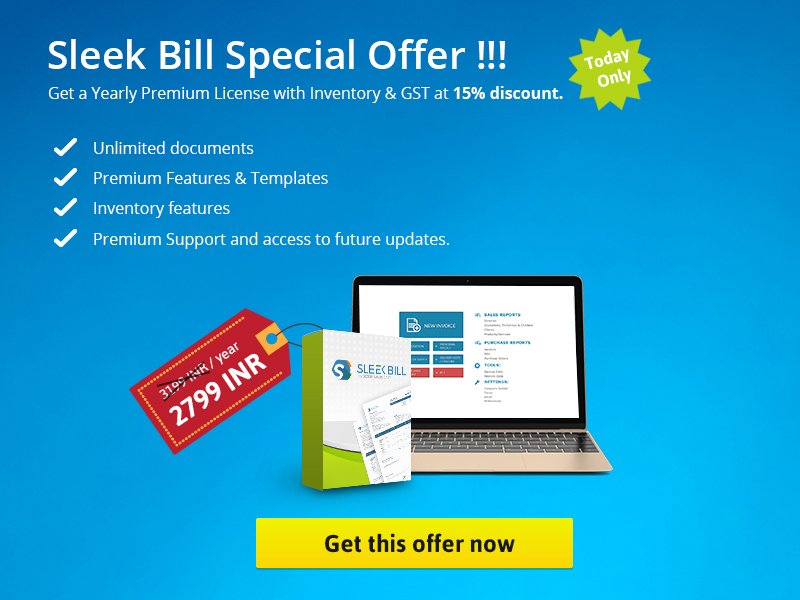 Sleek Bill Special Offer !!!
Today
Only
Get a Yearly Premium License with Inventory & GST at 15% discount.
Unlimited documents
Premium Features & Templates
Inventory features
Premium Support and access to future updates.
3199 INR / year
2799 INR
SLEEK BILL
NEW INVOICE
SALES REPORTS
PURCHASE REPORTS
TOOLS:
SETTINGS:
Get this offer now